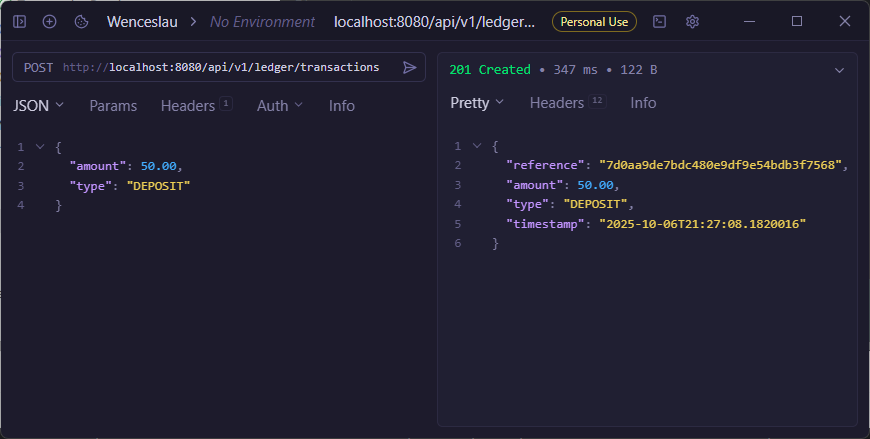 Wenceslau > No Environment localhost:8080/api/v1/ledger... Personal Use
POST http://localhost:8080/api/v1/ledger/transactions
JSON Params Headers 1 Auth Info
1 {
2 "amount": 50.00,
3 "type": "DEPOSIT"
4 }
201 Created • 347 ms • 122 B
Pretty Headers 12 Info
1 {
2 "reference": "7d0aa9de7bdc480e9df9e54bdb3f7568",
3 "amount": 50.00,
4 "type": "DEPOSIT",
5 "timestamp": "2025-10-06T21:27:08.1820016"
6 }